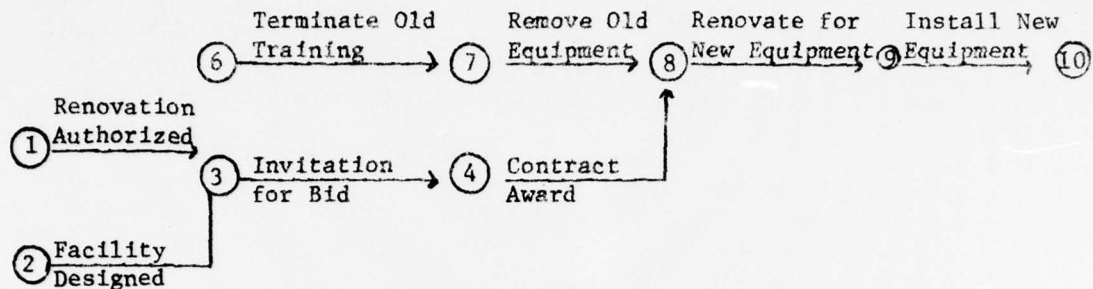 Terminate Old Remove Old Renovate for Install New
6 Training 7 Equipment 8 New Equipment 9 Equipment 10
Renovation
1 Authorized
3 Invitation 4 Contract
for Bid Award
2 Facility
Designed